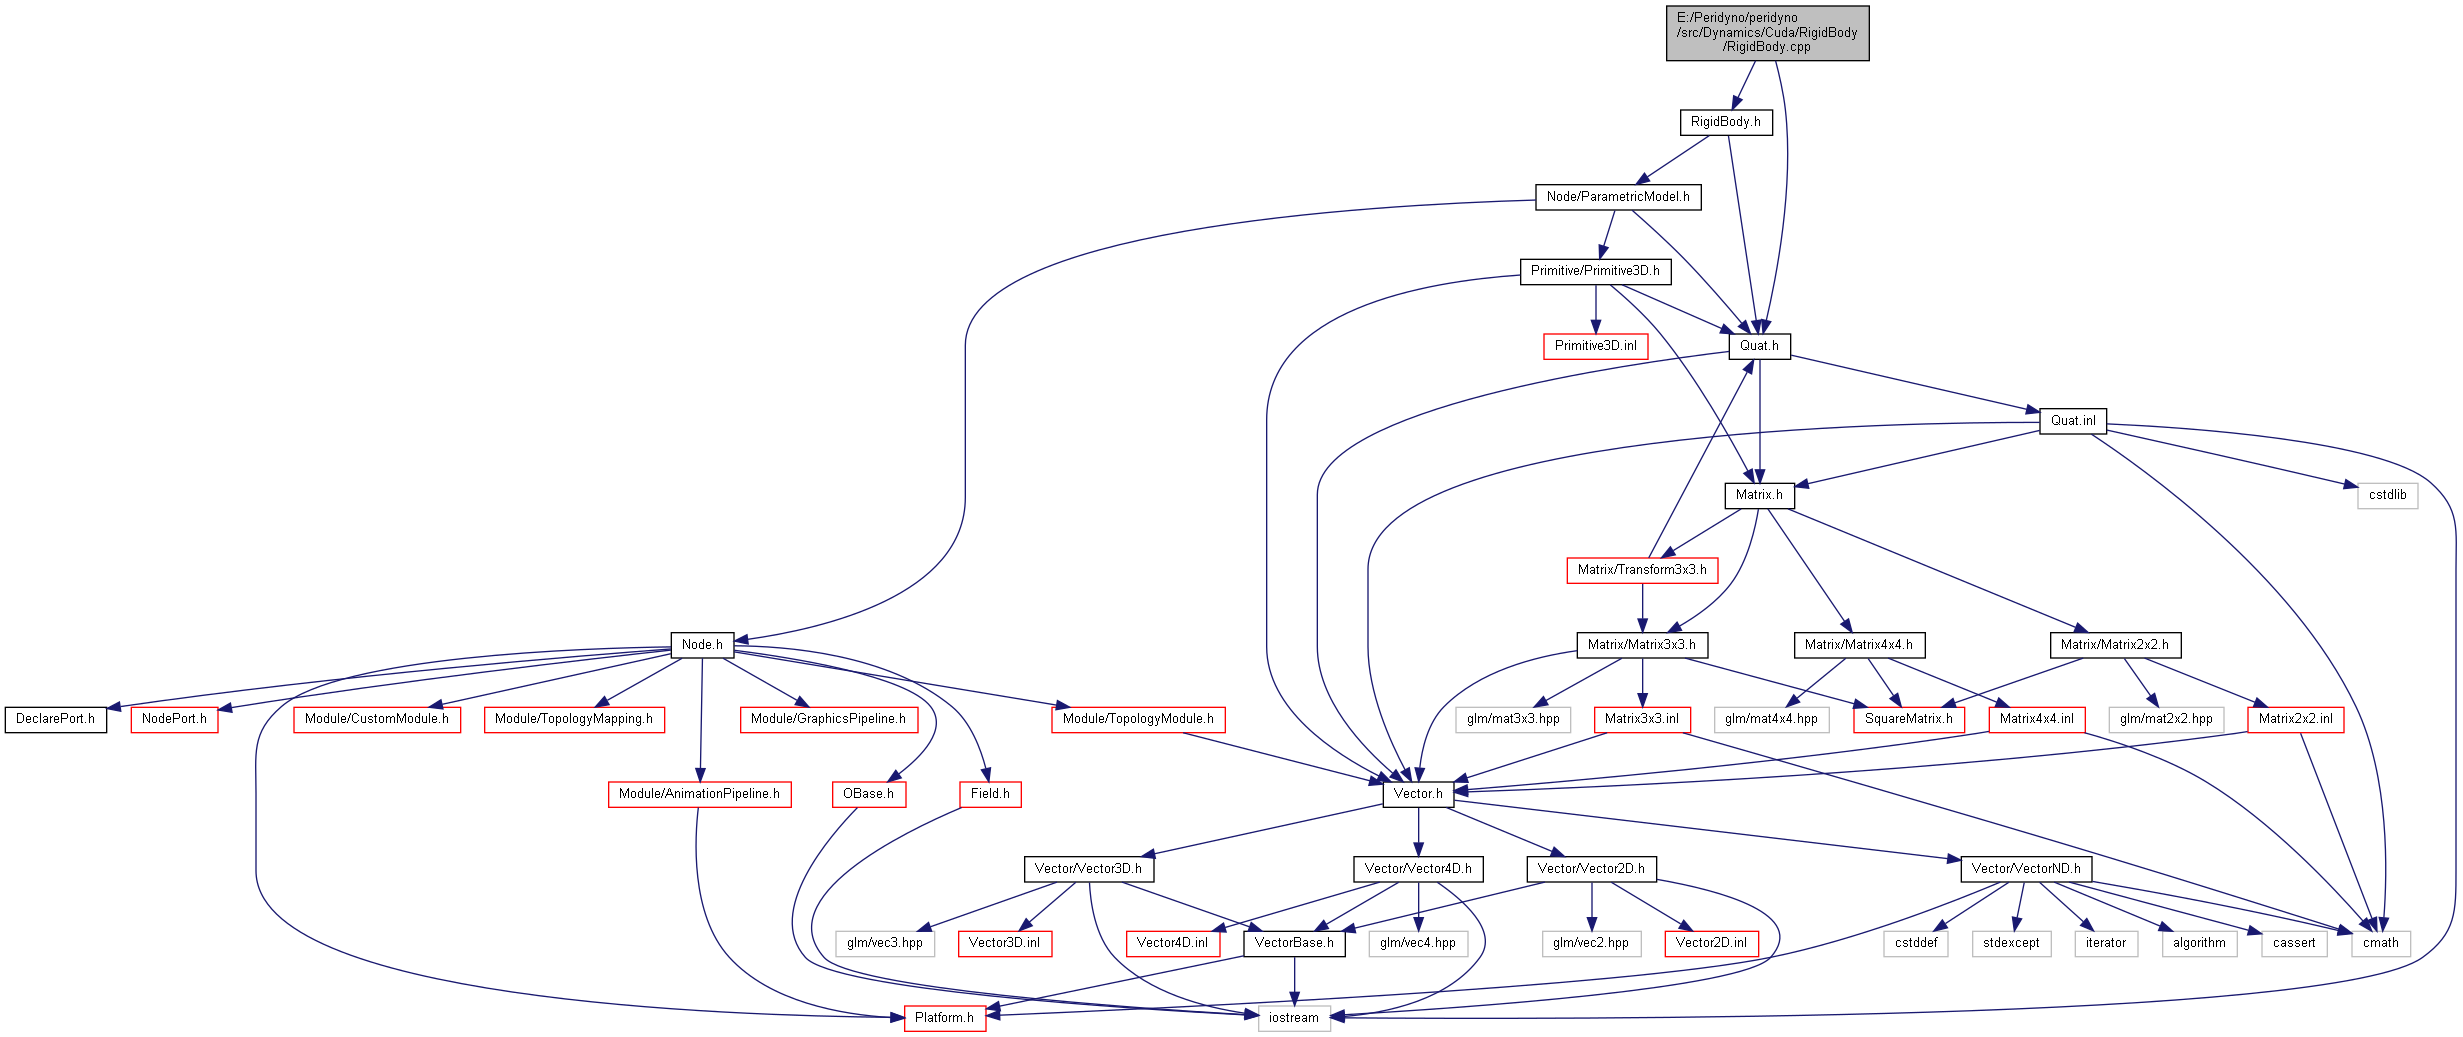 E:/Peridyno/peridyno
/src/Dynamics/Cuda/RigidBody
/RigidBody.cpp
RigidBody.h
Node/ParametricModel.h
Primitive/Primitive3D.h
Primitive3D.inl
Quat.h
Quat.inl
Matrix.h
cstdlib
Matrix/Transform3x3.h
Node.h
Matrix/Matrix3x3.h
Matrix/Matrix4x4.h
Matrix/Matrix2x2.h
DeclarePort.h
NodePort.h
Module/CustomModule.h
Module/TopologyMapping.h
Module/GraphicsPipeline.h
Module/TopologyModule.h
glm/mat3x3.hpp
Matrix3x3.inl
glm/mat4x4.hpp
SquareMatrix.h
Matrix4x4.inl
glm/mat2x2.hpp
Matrix2x2.inl
Module/AnimationPipeline.h
OBase.h
Field.h
Vector.h
Vector/Vector3D.h
Vector/Vector4D.h
Vector/Vector2D.h
Vector/VectorND.h
glm/vec3.hpp
Vector3D.inl
Vector4D.inl
VectorBase.h
glm/vec4.hpp
glm/vec2.hpp
Vector2D.inl
cstddef
stdexcept
iterator
algorithm
cassert
cmath
Platform.h
iostream